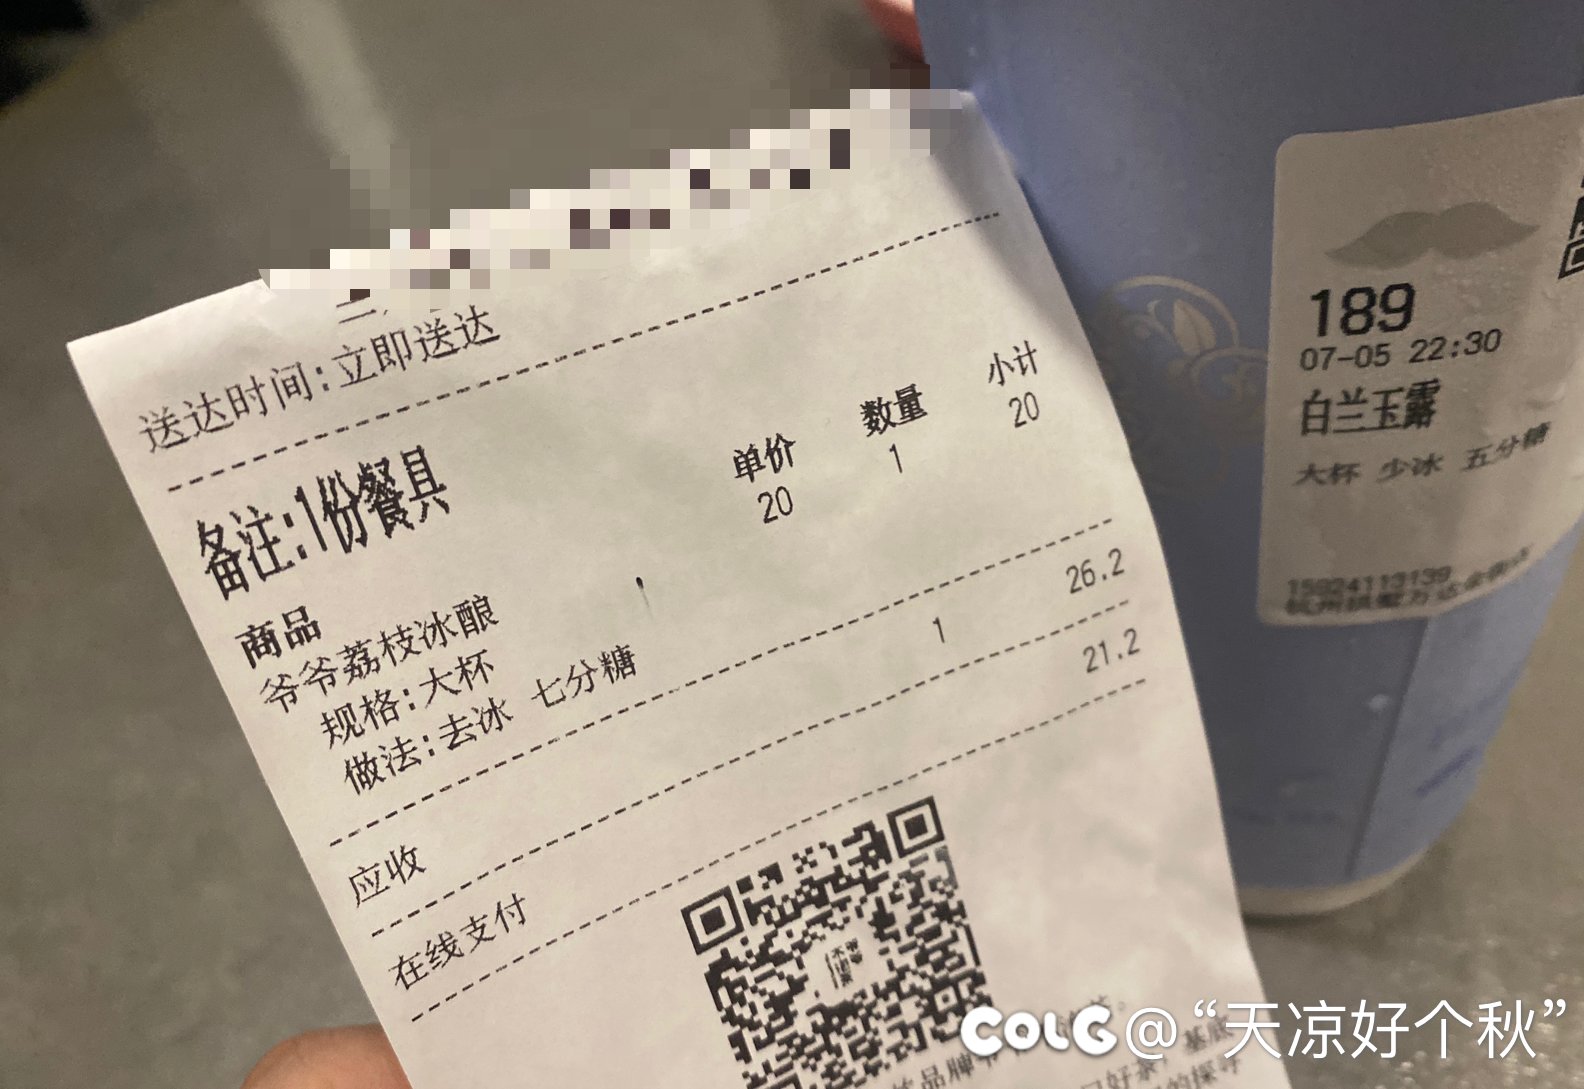 送达时间:立即送达
备注:1份餐具
商品 单价 数量 小计
爷爷荔枝冰酿 20 1 20
规格:大杯
做法:去冰 七分糖
应收 1 26.2
在线支付 21.2
189
07-05 22:30
白兰玉露
大杯 少冰 五分糖
15924113139
COLG@“天凉好个秋”